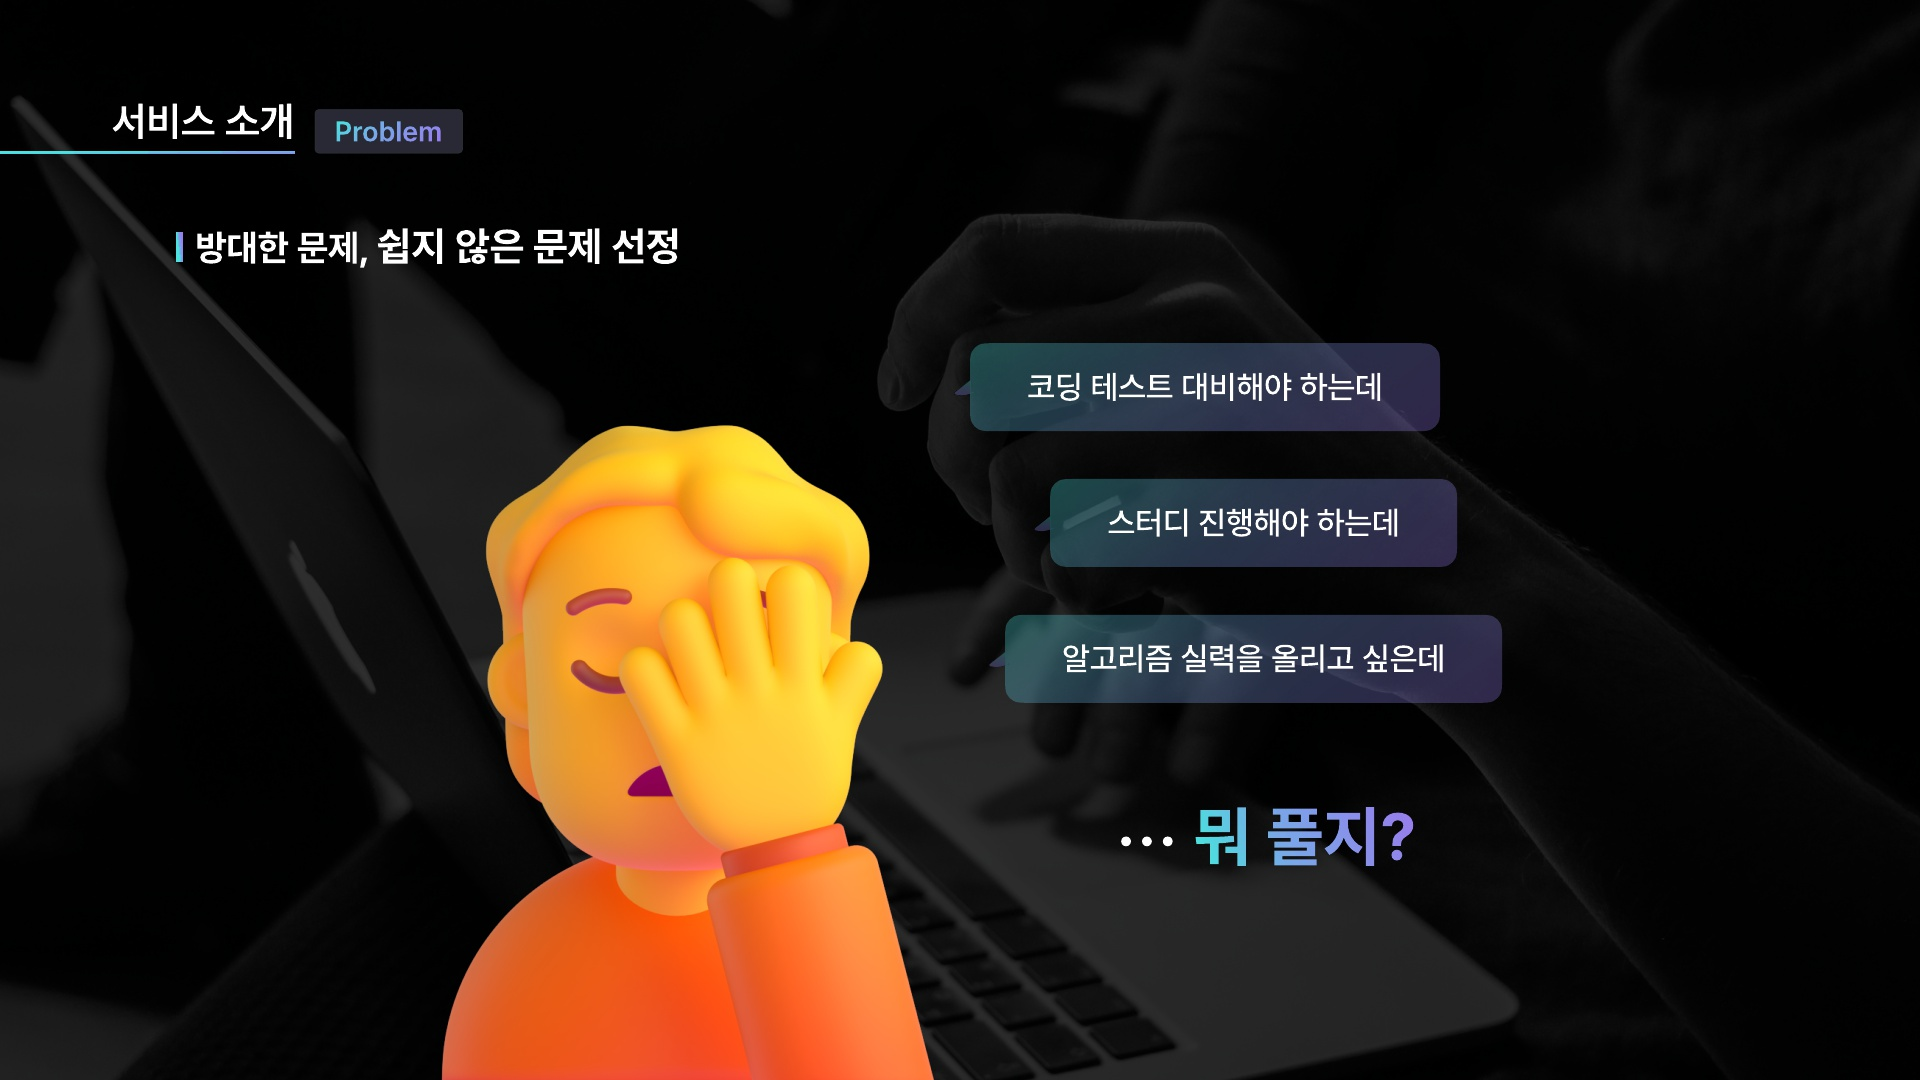 서비스 소개
Problem
방대한 문제, 쉽지 않은 문제 선정
코딩 테스트 대비해야 하는데
스터디 진행해야 하는데
알고리즘 실력을 올리고 싶은데
... 뭐 풀지?